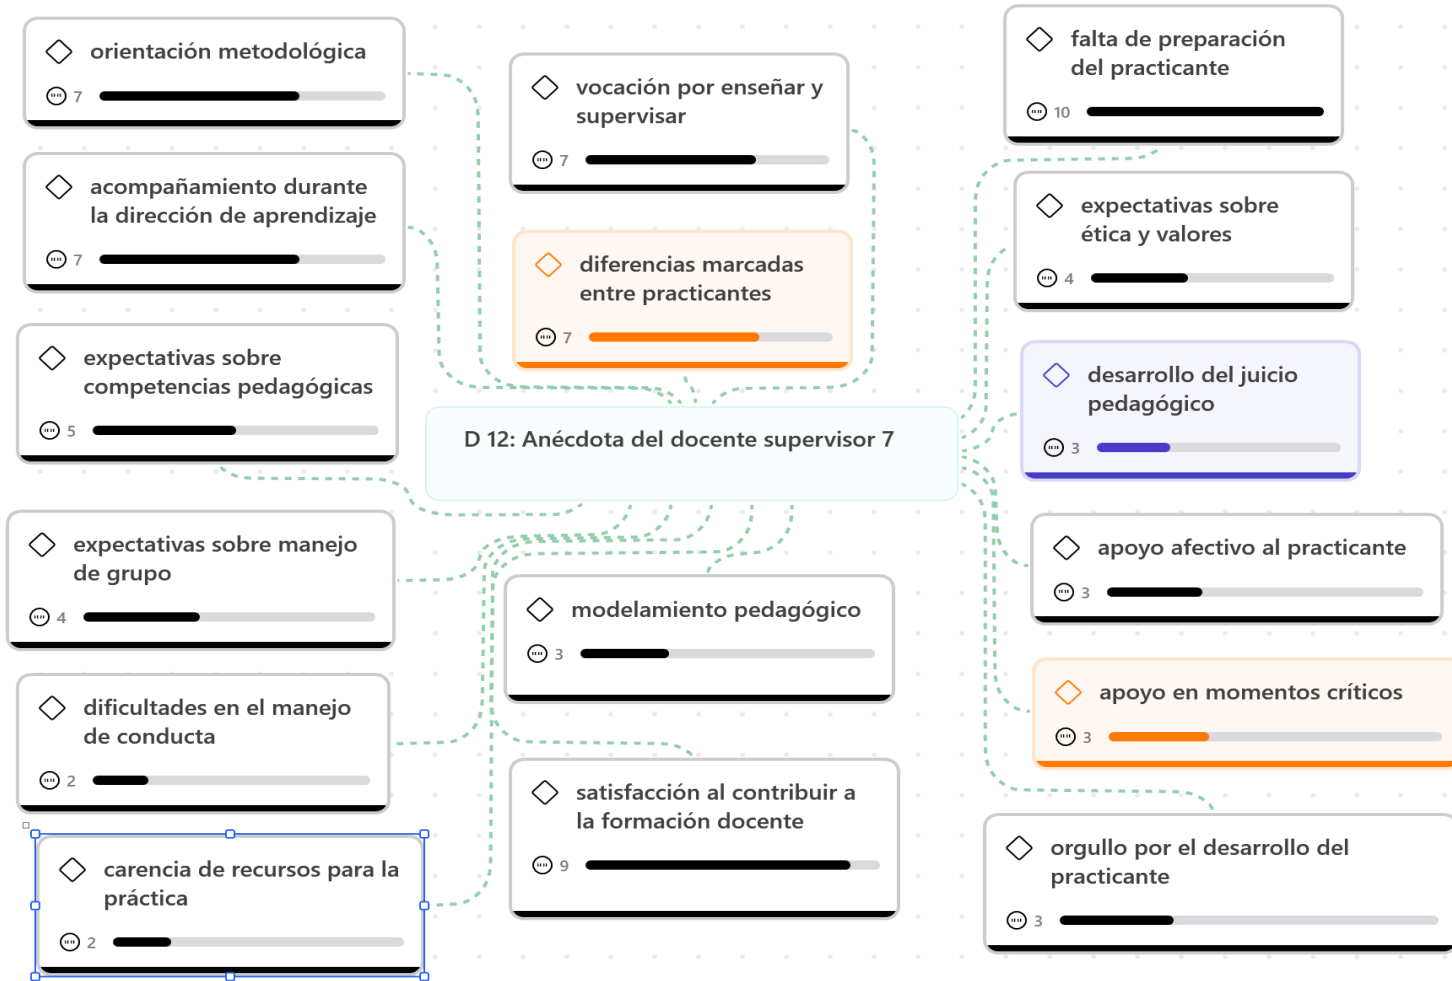 orientación metodológica
7
acompañamiento durante
la dirección de aprendizaje
7
expectativas sobre
competencias pedagógicas
5
expectativas sobre manejo
de grupo
4
dificultades en el manejo
de conducta
2
carencia de recursos para la
práctica
2
vocación por enseñar y
supervisar
7
diferencias marcadas
entre practicantes
7
D 12: Anécdota del docente supervisor 7
modelamiento pedagógico
3
satisfacción al contribuir a
la formación docente
9
falta de preparación
del practicante
10
expectativas sobre
ética y valores
4
desarrollo del juicio
pedagógico
3
apoyo afectivo al practicante
3
apoyo en momentos críticos
3
orgullo por el desarrollo del
practicante
3